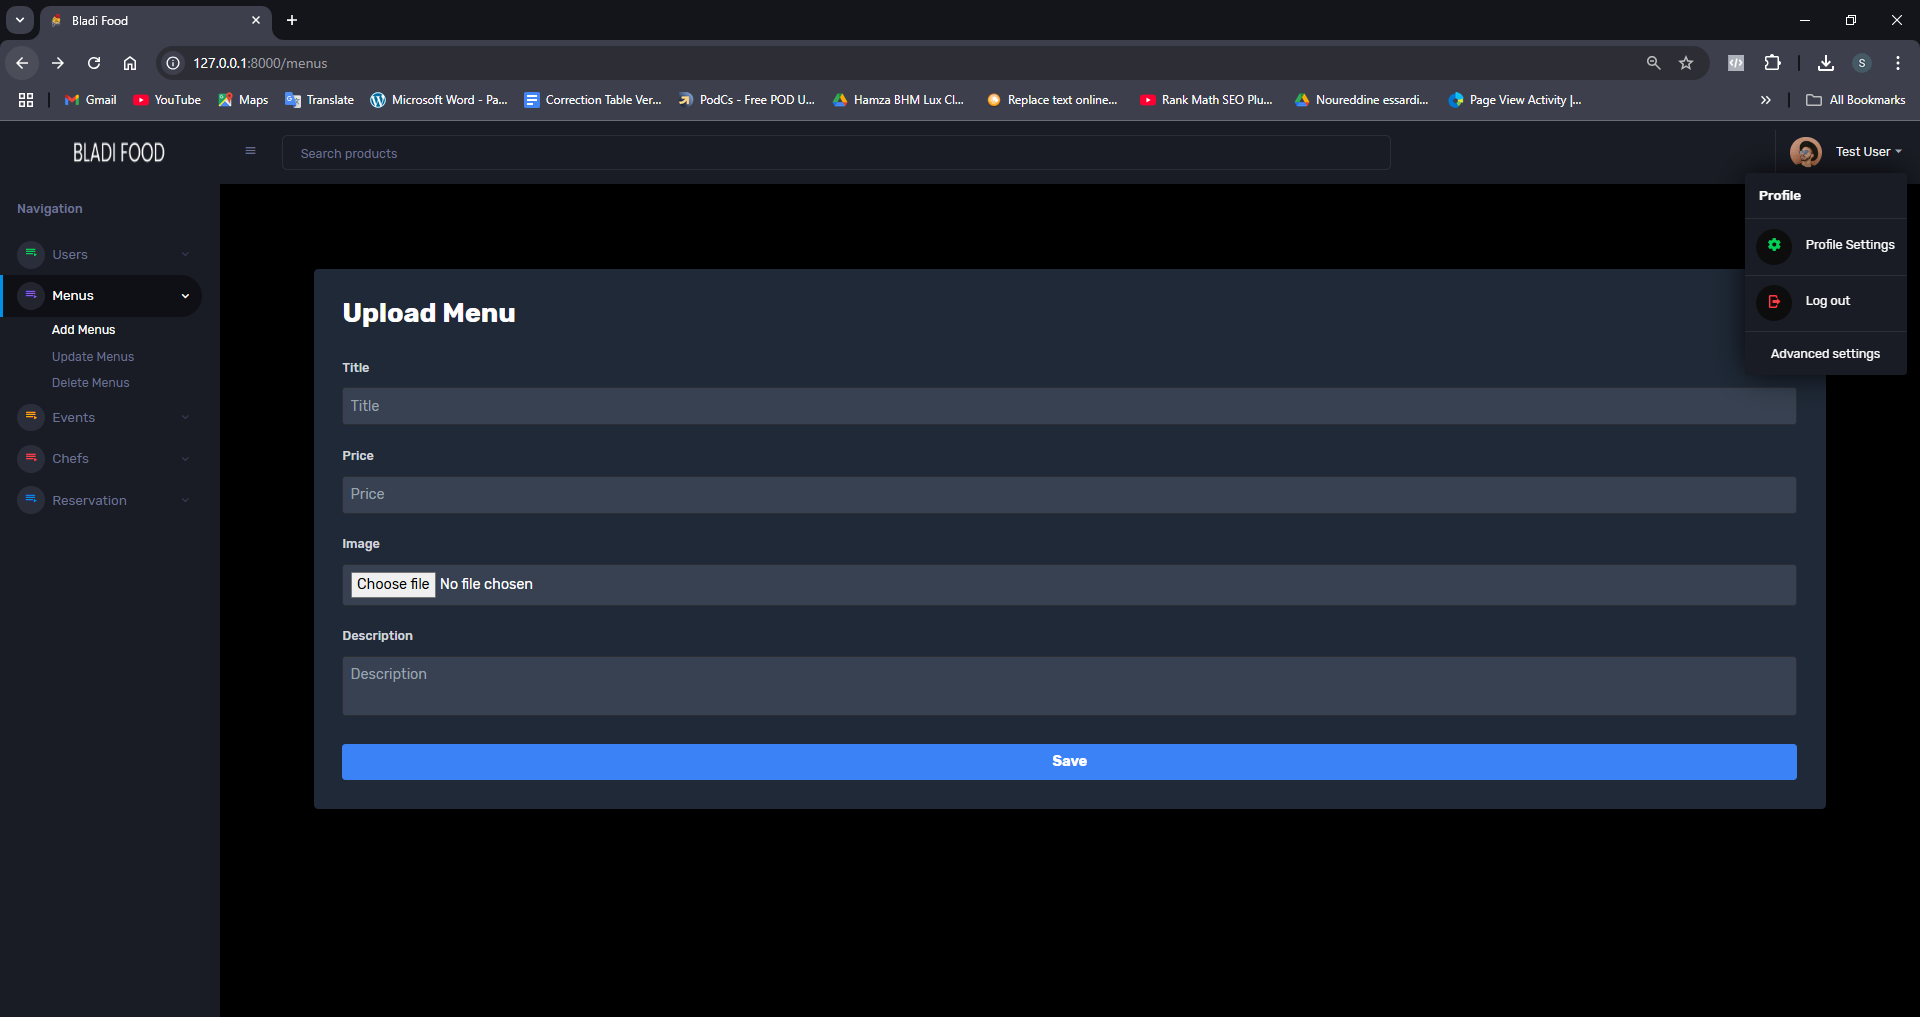 Bladi Food
127.0.0.1:8000/menus
S
Gmail
YouTube
Maps
Translate
Microsoft Word - Pa...
Correction Table Ver...
PodCs - Free POD U...
Hamza BHM Lux Cl...
Replace text online...
Rank Math SEO Plu...
Noureddine essardi...
Page View Activity |...
All Bookmarks
BLADI FOOD
Search products
Test User
Navigation
Users
Menus
Add Menus
Update Menus
Delete Menus
Events
Chefs
Reservation
Profile
Profile Settings
Log out
Advanced settings
Upload Menu
Title
Title
Price
Price
Image
Choose file No file chosen
Description
Description
Save